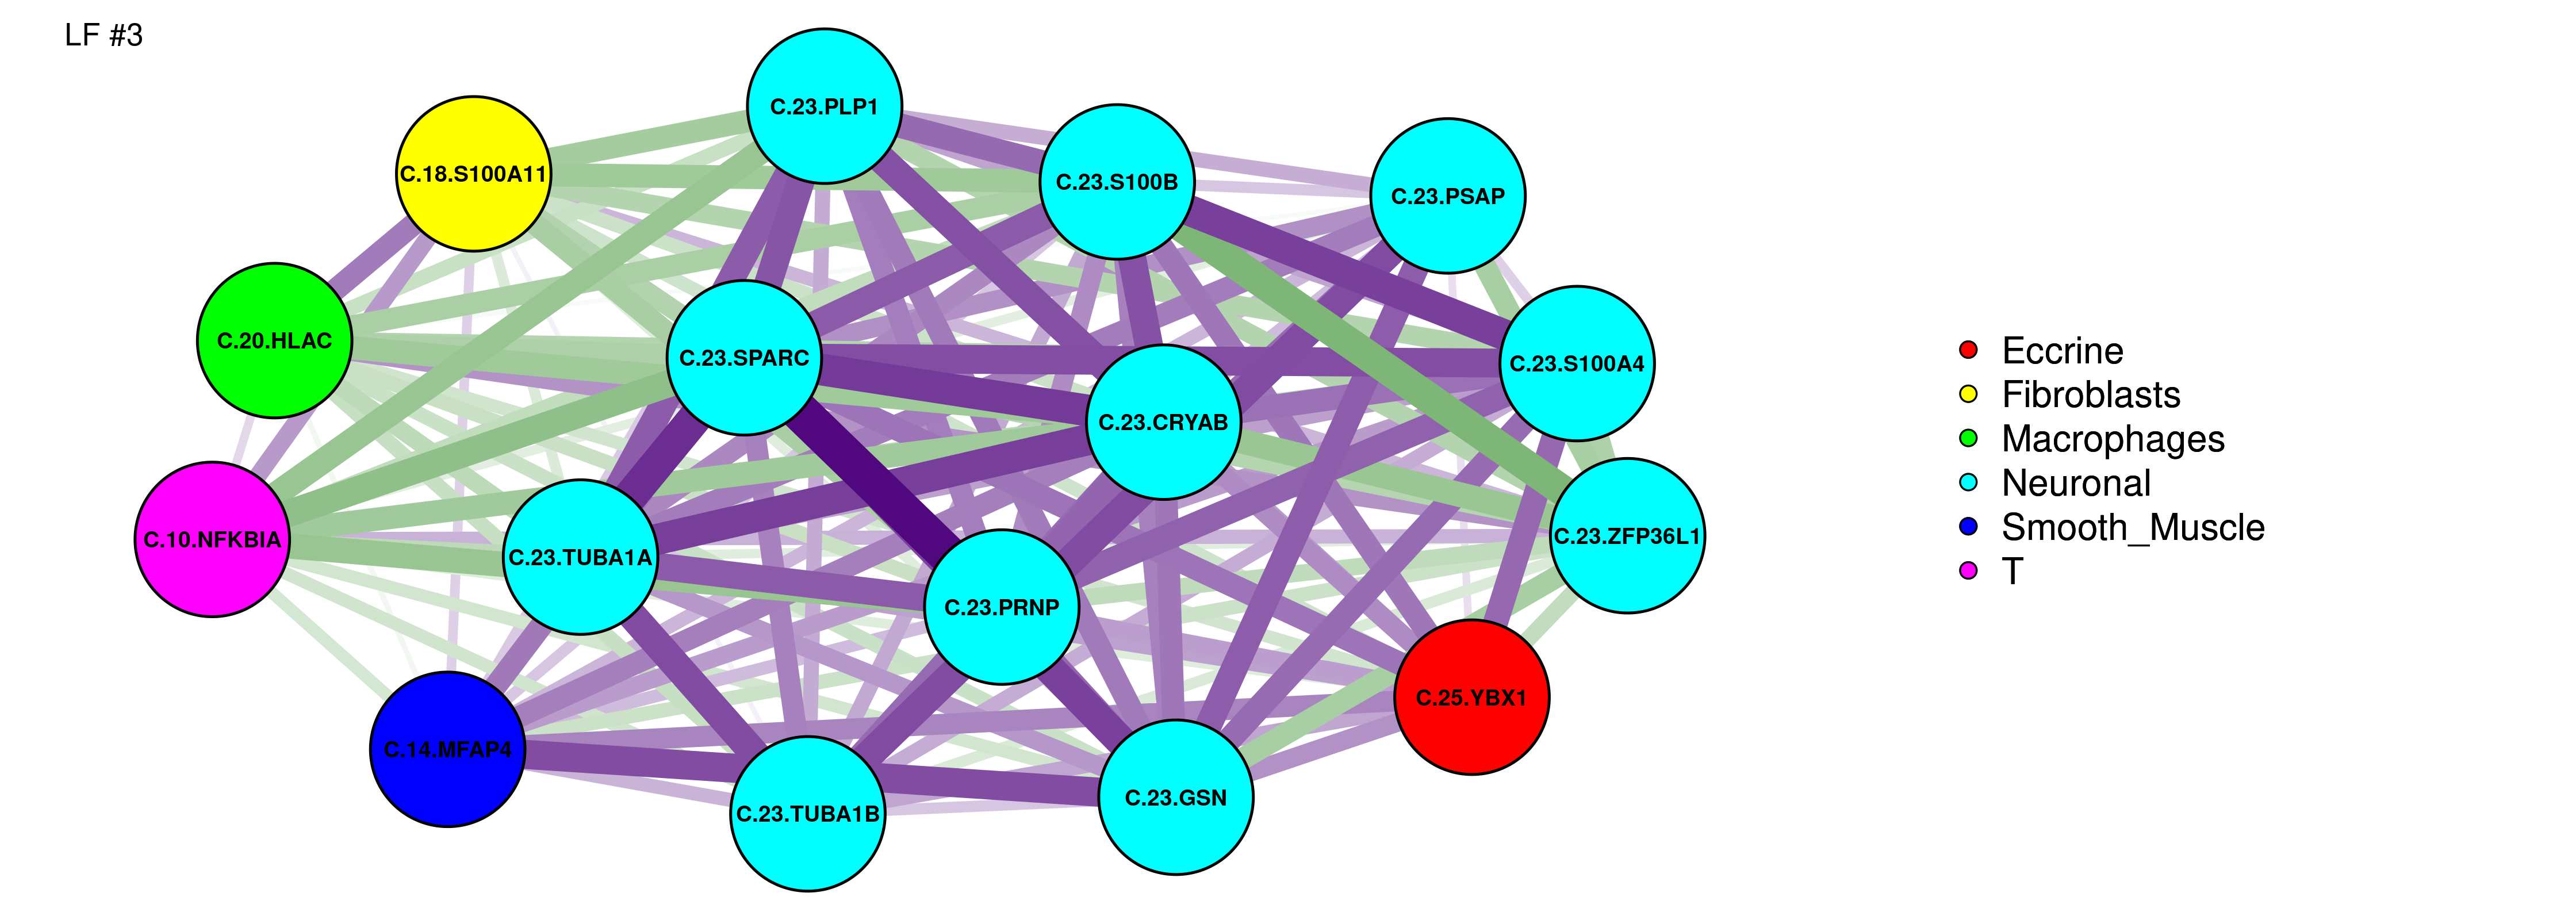 LF #3
C.23.PLP1
C.18.S100A11
C.23.S100B
C.23.PSAP
C.20.HLAC
C.23.SPARC
C.23.S100A4
C.23.CRYAB
C.10.NFKBIA
C.23.TUBA1A
C.23.ZFP36L1
C.23.PRNP
C.25.YBX1
C.14.MFAP4
C.23.TUBA1B
C.23.GSN
Eccrine
Fibroblasts
Macrophages
Neuronal
Smooth_Muscle
T